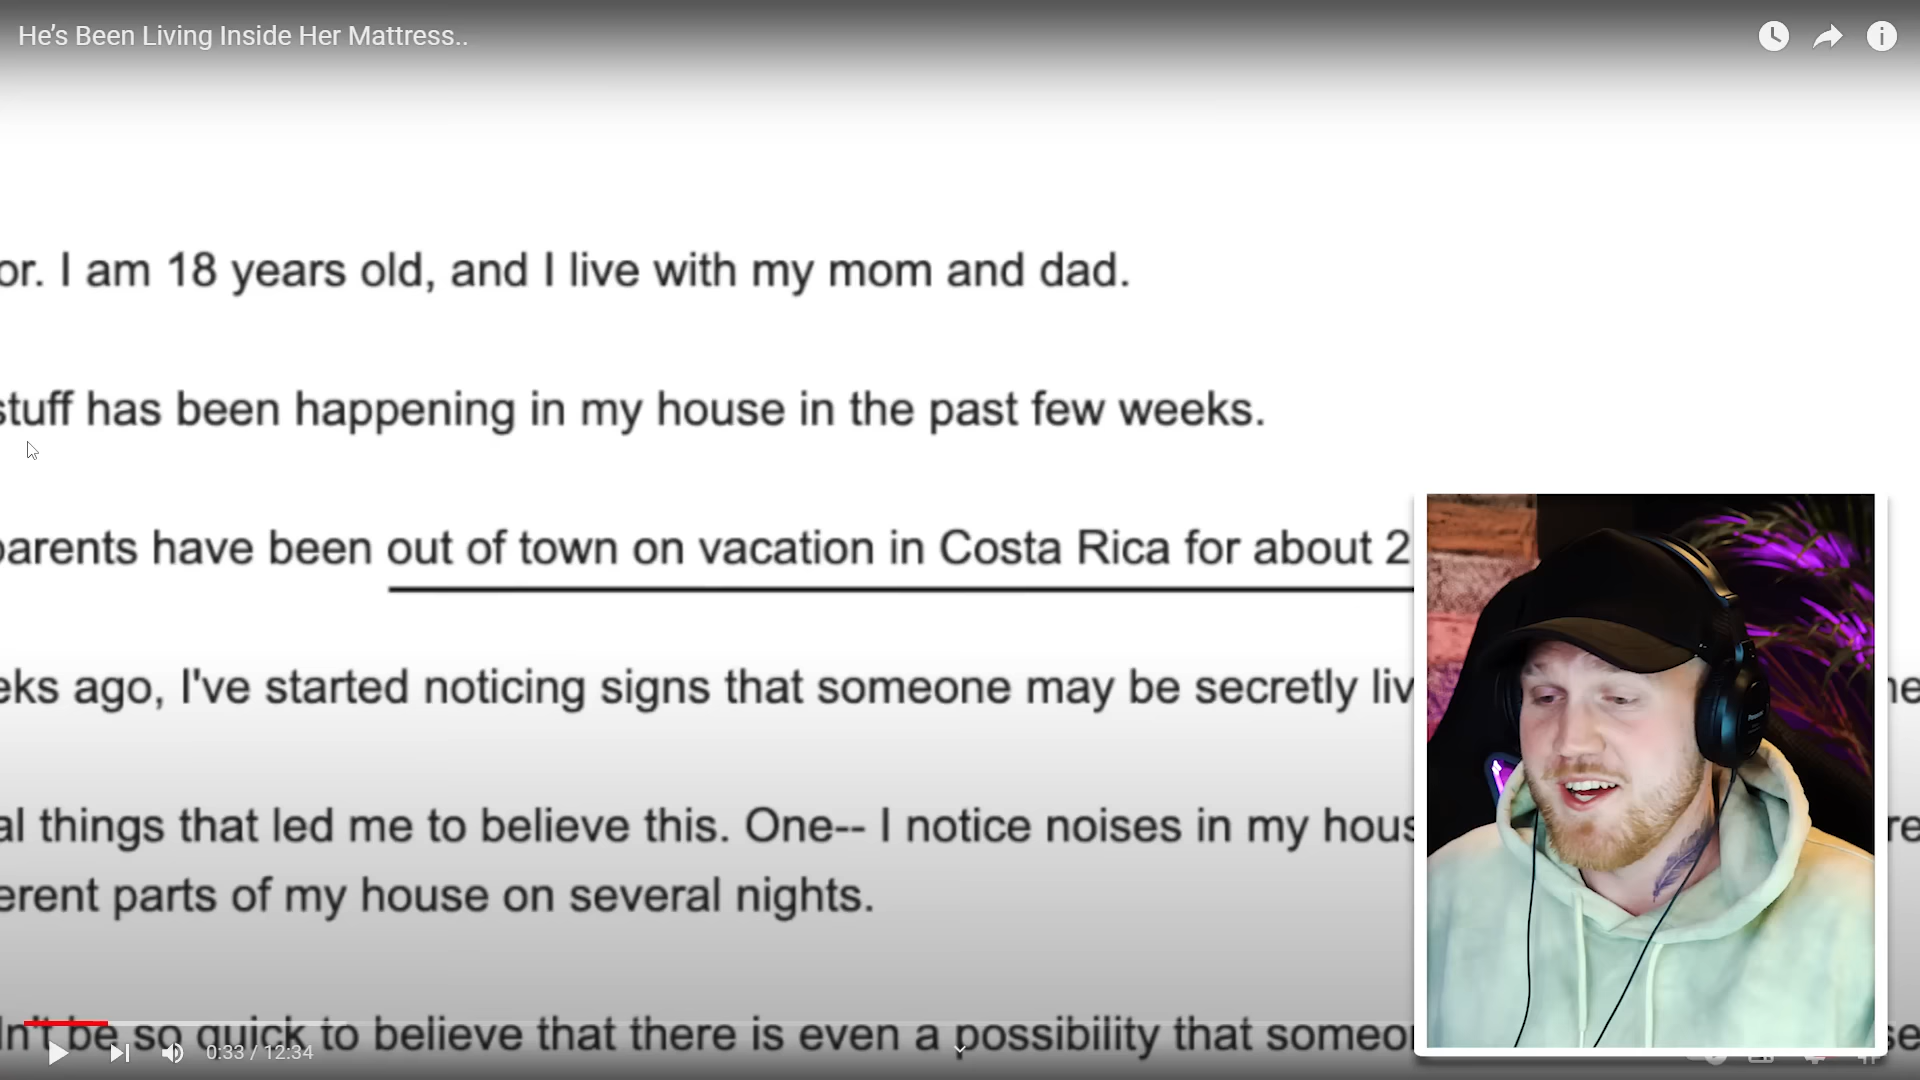 He's Been Living Inside Her Mattress..
or. I am 18 years old, and I live with my mom and dad.
stuff has been happening in my house in the past few weeks.
parents have been out of town on vacation in Costa Rica for about 2
eks ago, I've started noticing signs that someone may be secretly liv
al things that led me to believe this. One-- I notice noises in my hous
erent parts of my house on several nights.
ln't be so quick to believe that there is even a possibility that someo
0:33 / 12:34